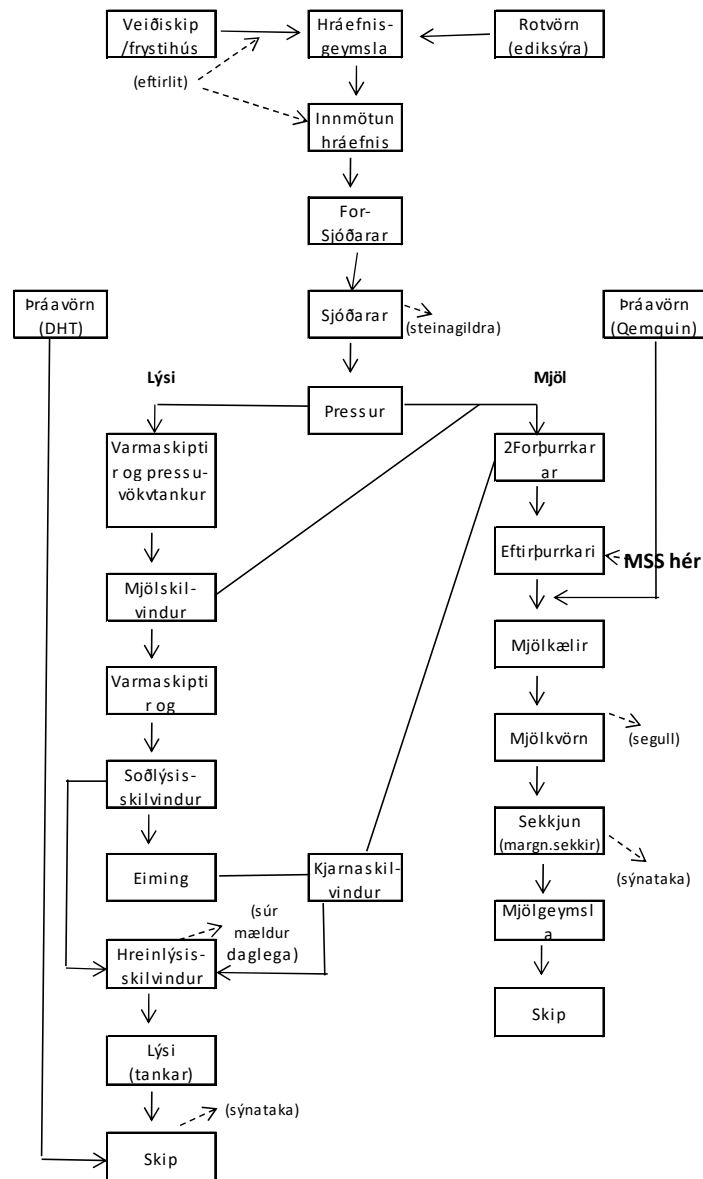 Veiðiskip
/frystihús
Hráefnis-
geymsla
Rotvörn
(ediksýra)
(eftirlit)
Innmötun
hráefnis
For-
Sjóðarar
Þráavörn
(DHT)
Sjóðarar
(steinagildra)
Þráavörn
(Qemquin)
Lýsi
Mjöl
Pressur
Varmaskipti
r og pressu-
vökvtankur
2Forþurrkar
ar
Eftirþurrkari
MSS hér
Mjölskil-
vindur
Mjölkælir
Varmaskipti
r og
Mjölkvörn
(segull)
Soðlýsis-
skilvindur
Sekkjun
(margn.sekkir)
(sýnataka)
Eiming
Kjarnaskil-
vindur
Mjölgeymsl
a
(súr
mældur
daglega)
Hreinlýsis-
skilvindur
Skip
Lýsi
(tankar)
(sýnataka)
Skip